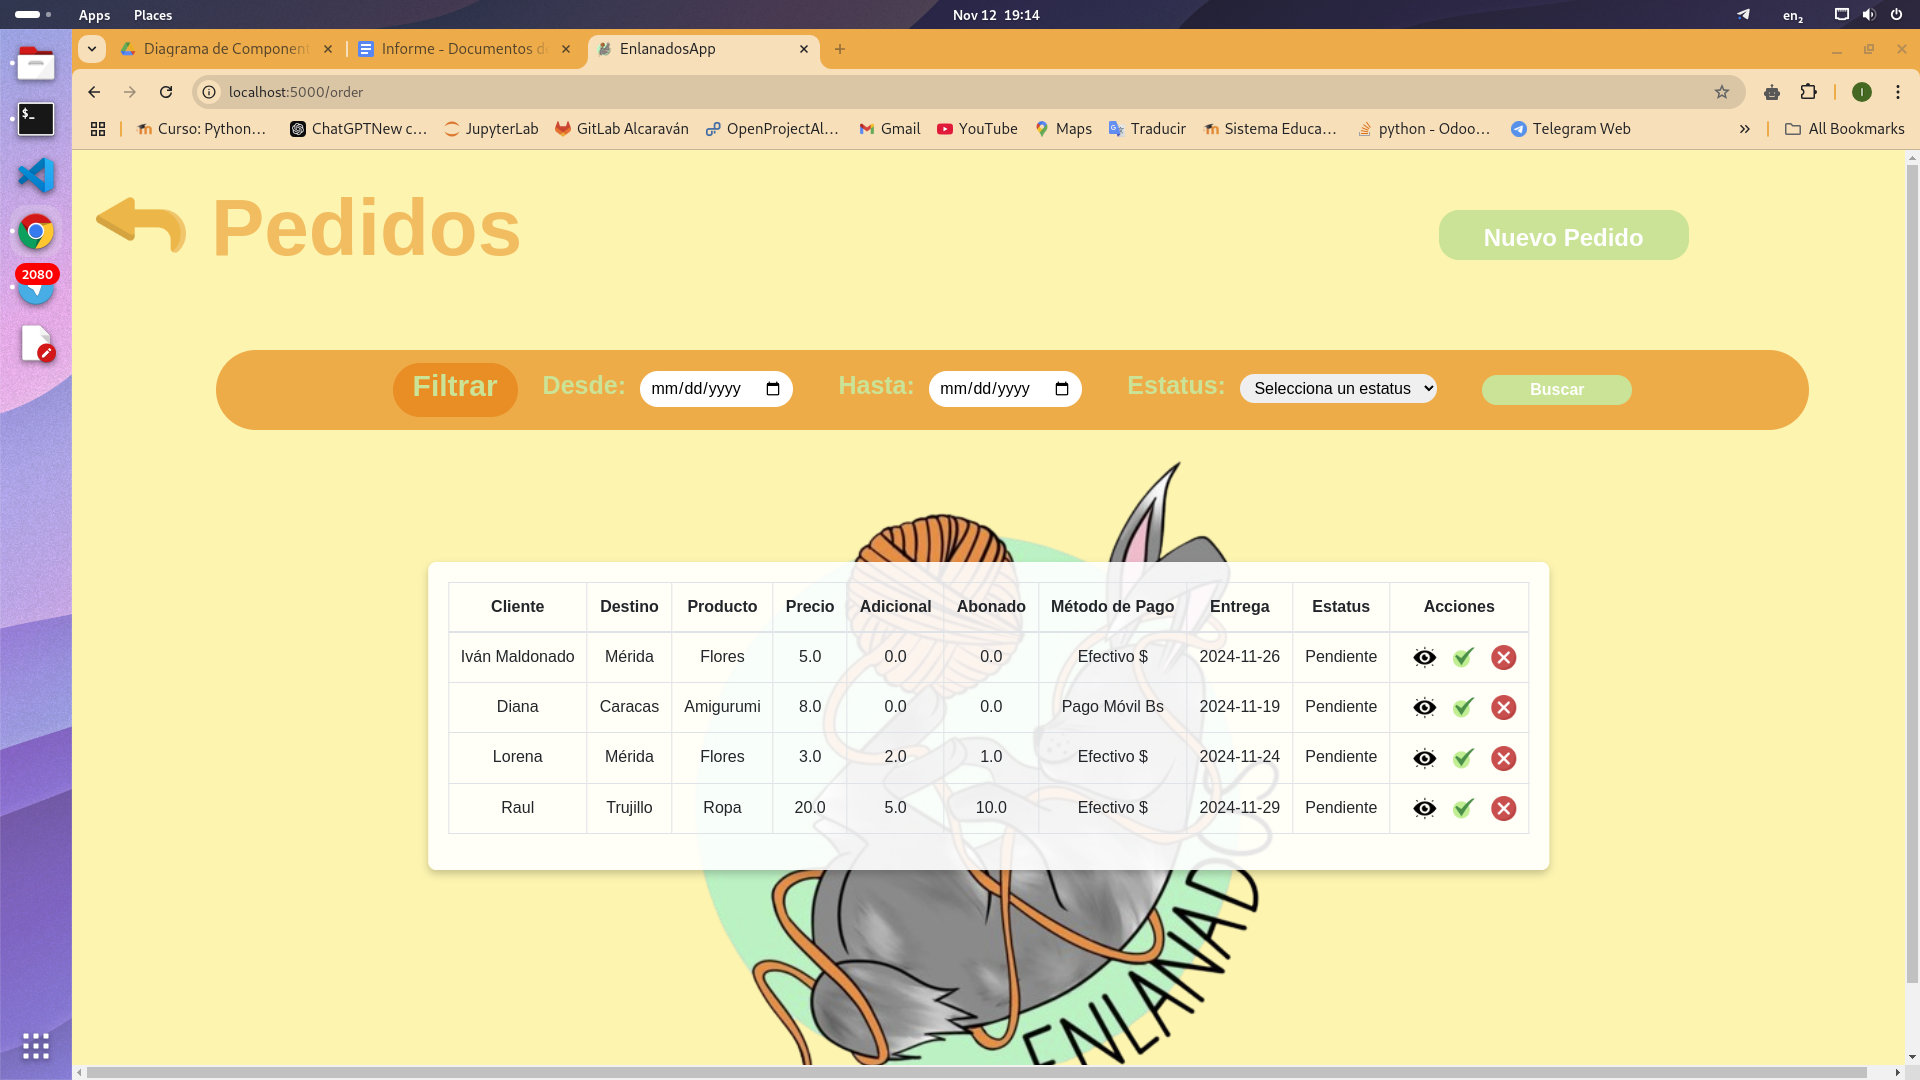 Apps Places Nov 12 19:14 en₂
Diagrama de Component Informe - Documentos de EnlanadosApp
localhost:5000/order I
Curso: Python... ChatGPTNew c... JupyterLab GitLab Alcaraván OpenProjectAl... Gmail YouTube Maps Traducir Sistema Educa... python - Odoo... Telegram Web All Bookmarks
$_
2080
Pedidos
Nuevo Pedido
Filtrar Desde: mm/dd/yyyy Hasta: mm/dd/yyyy Estatus: Selecciona un estatus Buscar
Cliente Destino Producto Precio Adicional Abonado Método de Pago Entrega Estatus Acciones
Iván Maldonado Mérida Flores 5.0 0.0 0.0 Efectivo $ 2024-11-26 Pendiente
Diana Caracas Amigurumi 8.0 0.0 0.0 Pago Móvil Bs 2024-11-19 Pendiente
Lorena Mérida Flores 3.0 2.0 1.0 Efectivo $ 2024-11-24 Pendiente
Raul Trujillo Ropa 20.0 5.0 10.0 Efectivo $ 2024-11-29 Pendiente
ENLANAD